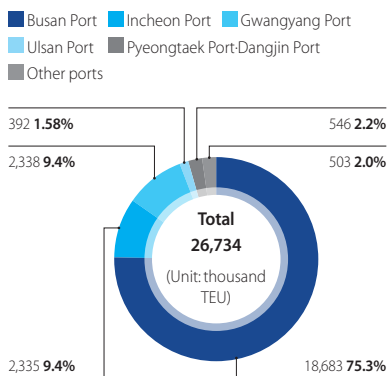 Busan Port Incheon Port Gwangyang Port
Ulsan Port Pyeongtaek Port·Dangjin Port
Other ports
392 1.58%
546 2.2%
2,338 9.4%
503 2.0%
Total
26,734
(Unit: thousand
TEU)
2,335 9.4%
18,683 75.3%